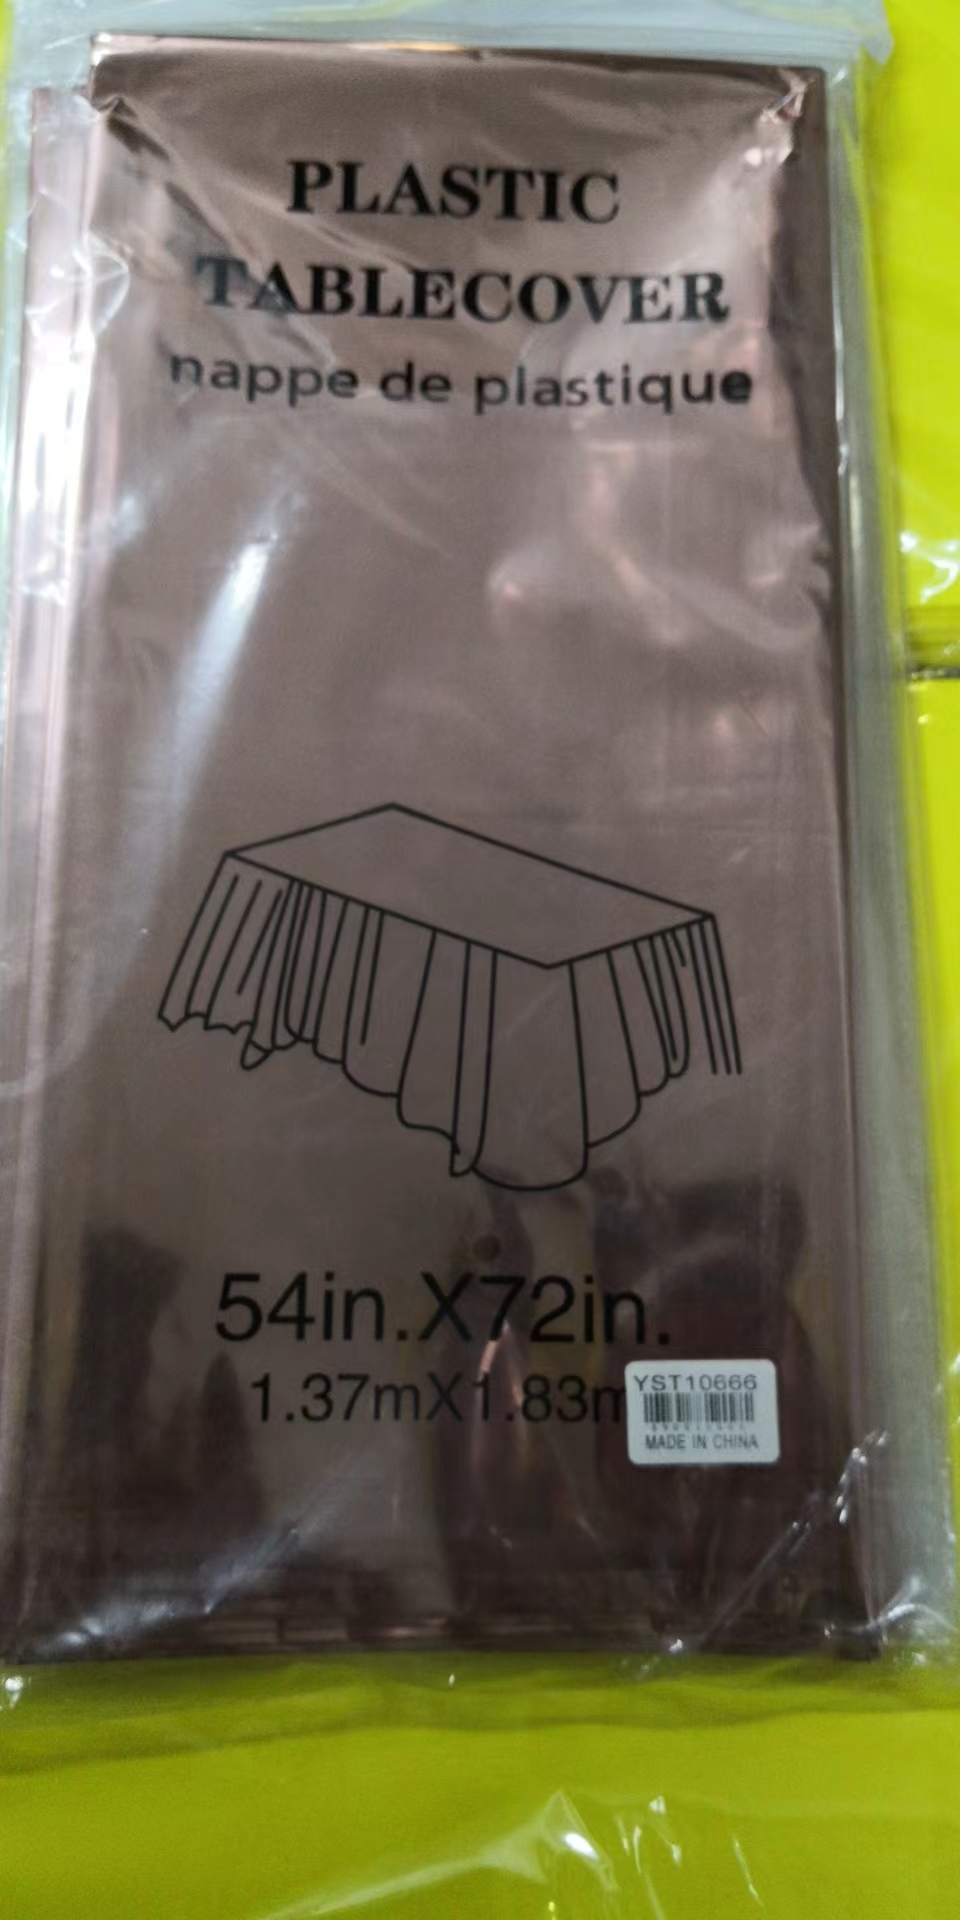 PLASTIC
TABLECOVER
nappe de plastique
54in.X72in.
1.37mX1.83m
YST10666
MADE IN CHINA